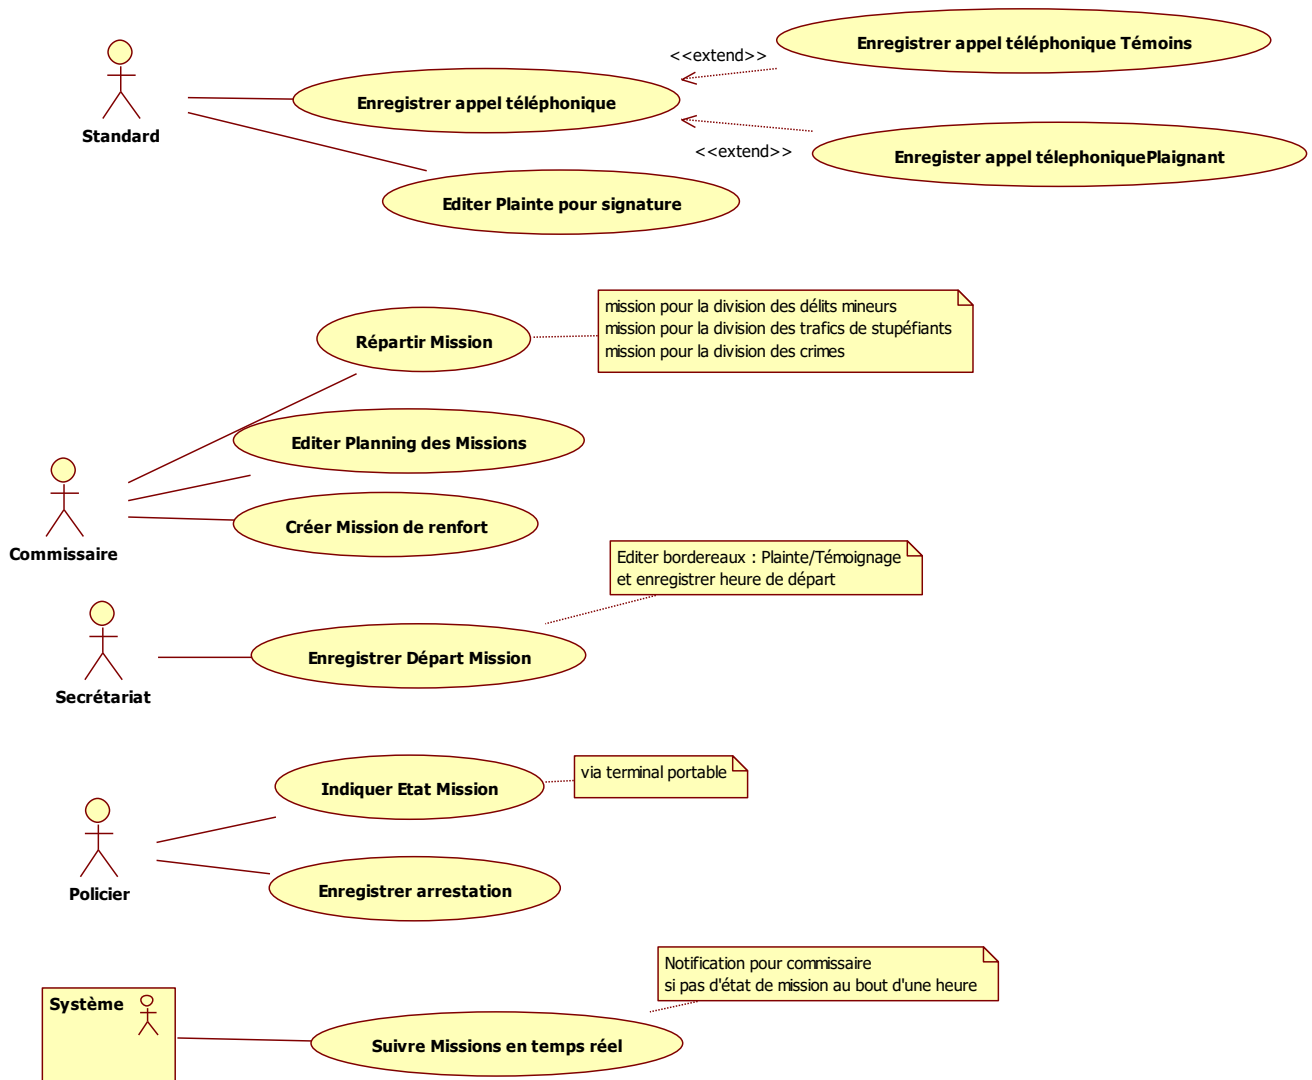 Enregistrer appel téléphonique Témoins
<<extend>>
Enregistrer appel téléphonique
Standard
<<extend>>
Enregister appel télephoniquePlaignant
Editer Plainte pour signature
mission pour la division des délits mineurs
mission pour la division des trafics de stupéfiants
mission pour la division des crimes
Répartir Mission
Editer Planning des Missions
Créer Mission de renfort
Commissaire
Editer bordereaux : Plainte/Témoignage
et enregistrer heure de départ
Enregistrer Départ Mission
Secrétariat
Indiquer Etat Mission
via terminal portable
Policier
Enregistrer arrestation
Notification pour commissaire
si pas d'état de mission au bout d'une heure
Système
Suivre Missions en temps réel